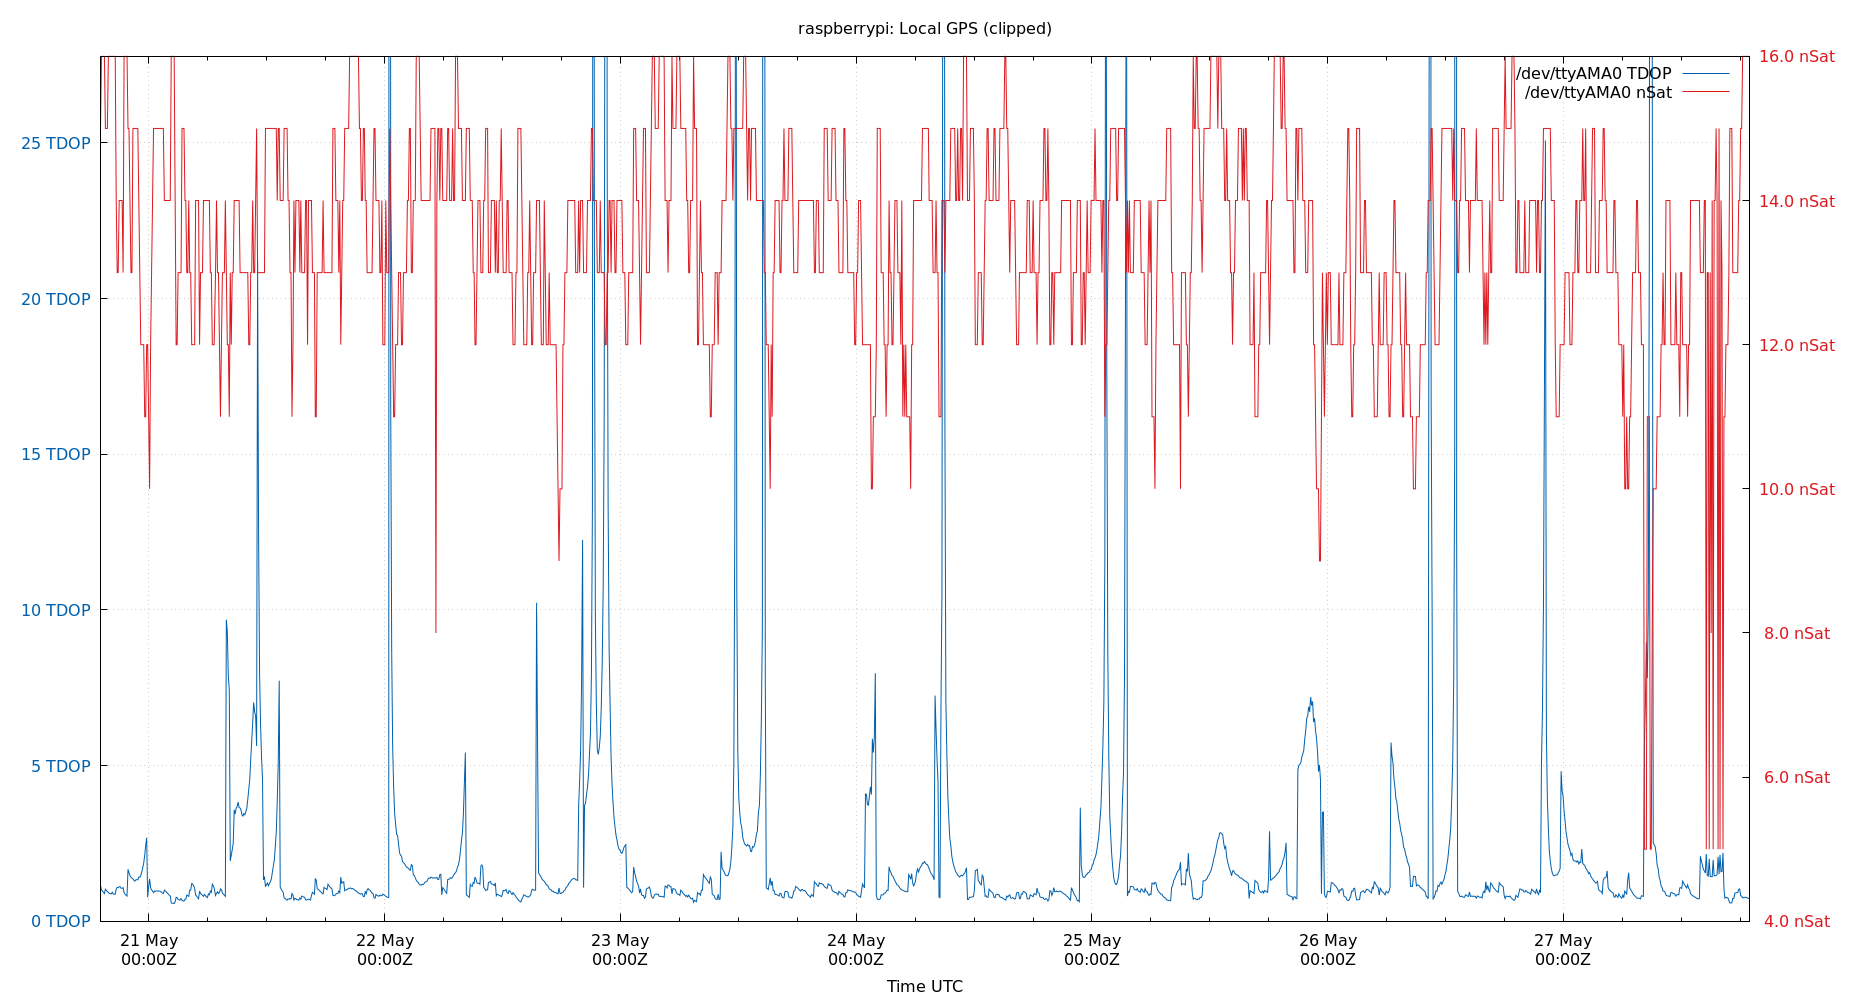 raspberrypi: Local GPS (clipped)
16.0 nSat
/dev/ttyAMA0 TDOP
/dev/ttyAMA0 nSat
25 TDOP
14.0 nSat
20 TDOP
12.0 nSat
15 TDOP
10.0 nSat
10 TDOP
8.0 nSat
5 TDOP
6.0 nSat
0 TDOP
4.0 nSat
21 May 22 May 23 May 24 May 25 May 26 May 27 May
00:00Z 00:00Z 00:00Z 00:00Z 00:00Z 00:00Z 00:00Z
Time UTC